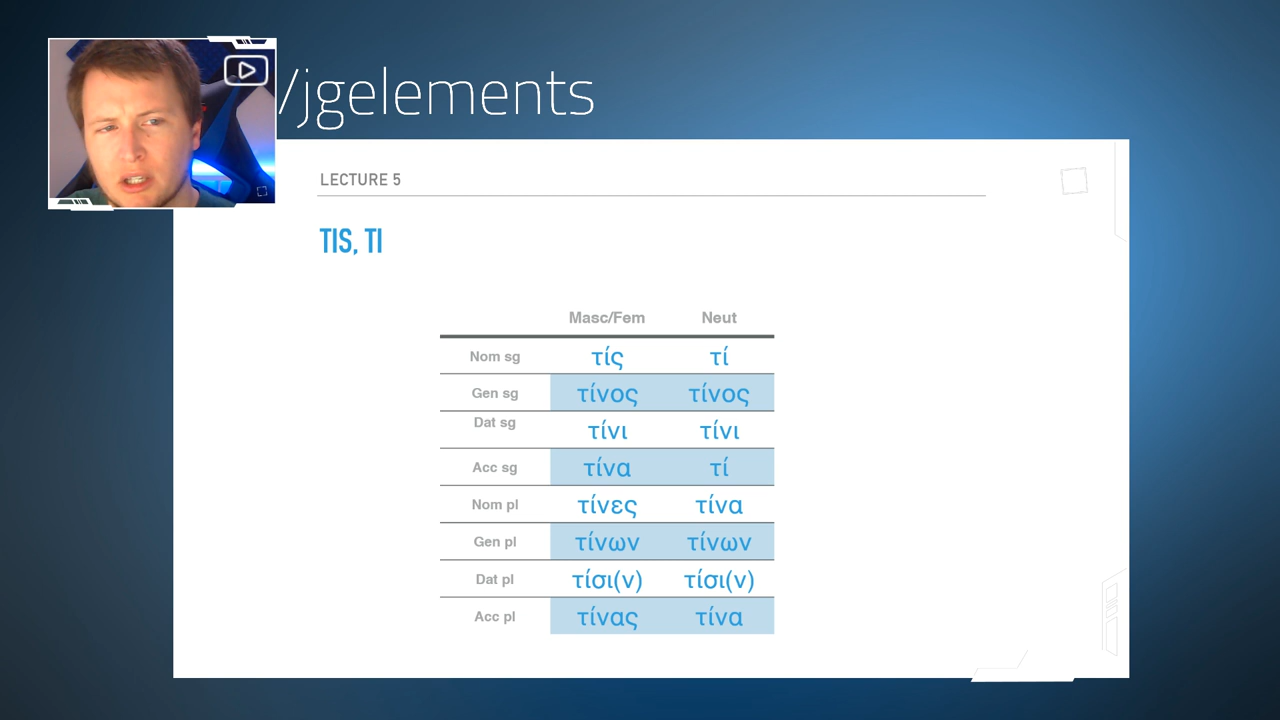 /jgelements
LECTURE 5
TIS, TI
Masc/Fem Neut
Nom sg τίς τί
Gen sg τίνος τίνος
Dat sg τίνι τίνι
Acc sg τίνα τί
Nom pl τίνες τίνα
Gen pl τίνων τίνων
Dat pl τίσι(ν) τίσι(ν)
Acc pl τίνας τίνα